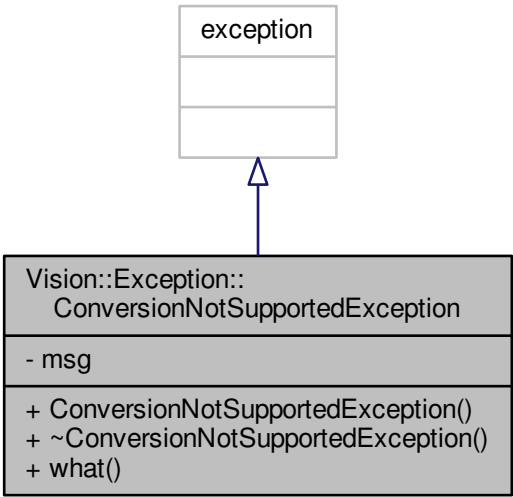 exception
Vision::Exception::
ConversionNotSupportedException
- msg
+ ConversionNotSupportedException()
+ ~ConversionNotSupportedException()
+ what()